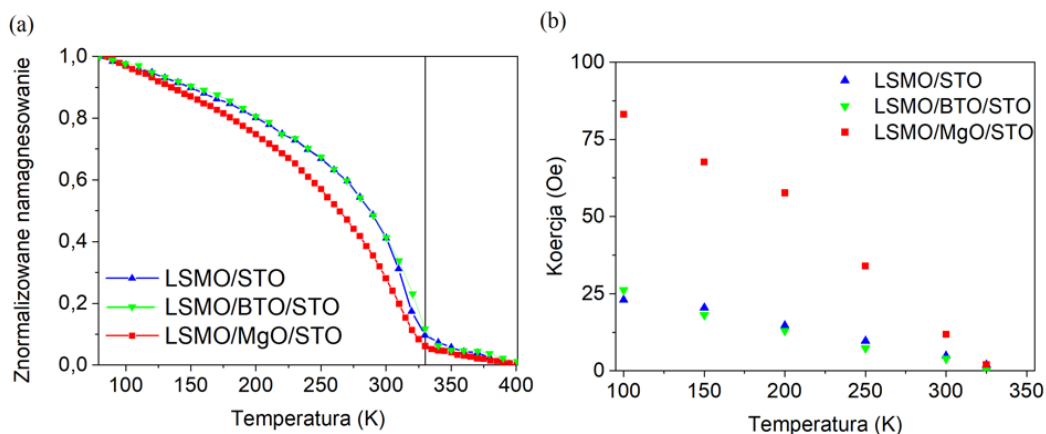 (a)
Znormalizowane namagnesowanie
1,0
0,8
0,6
0,4
0,2
0,0
LSMO/STO
LSMO/BTO/STO
LSMO/MgO/STO
100 150 200 250 300 350 400
Temperatura (K)
(b)
Koercja (Oe)
100
75
50
25
0
LSMO/STO
LSMO/BTO/STO
LSMO/MgO/STO
100 150 200 250 300 350
Temperatura (K)